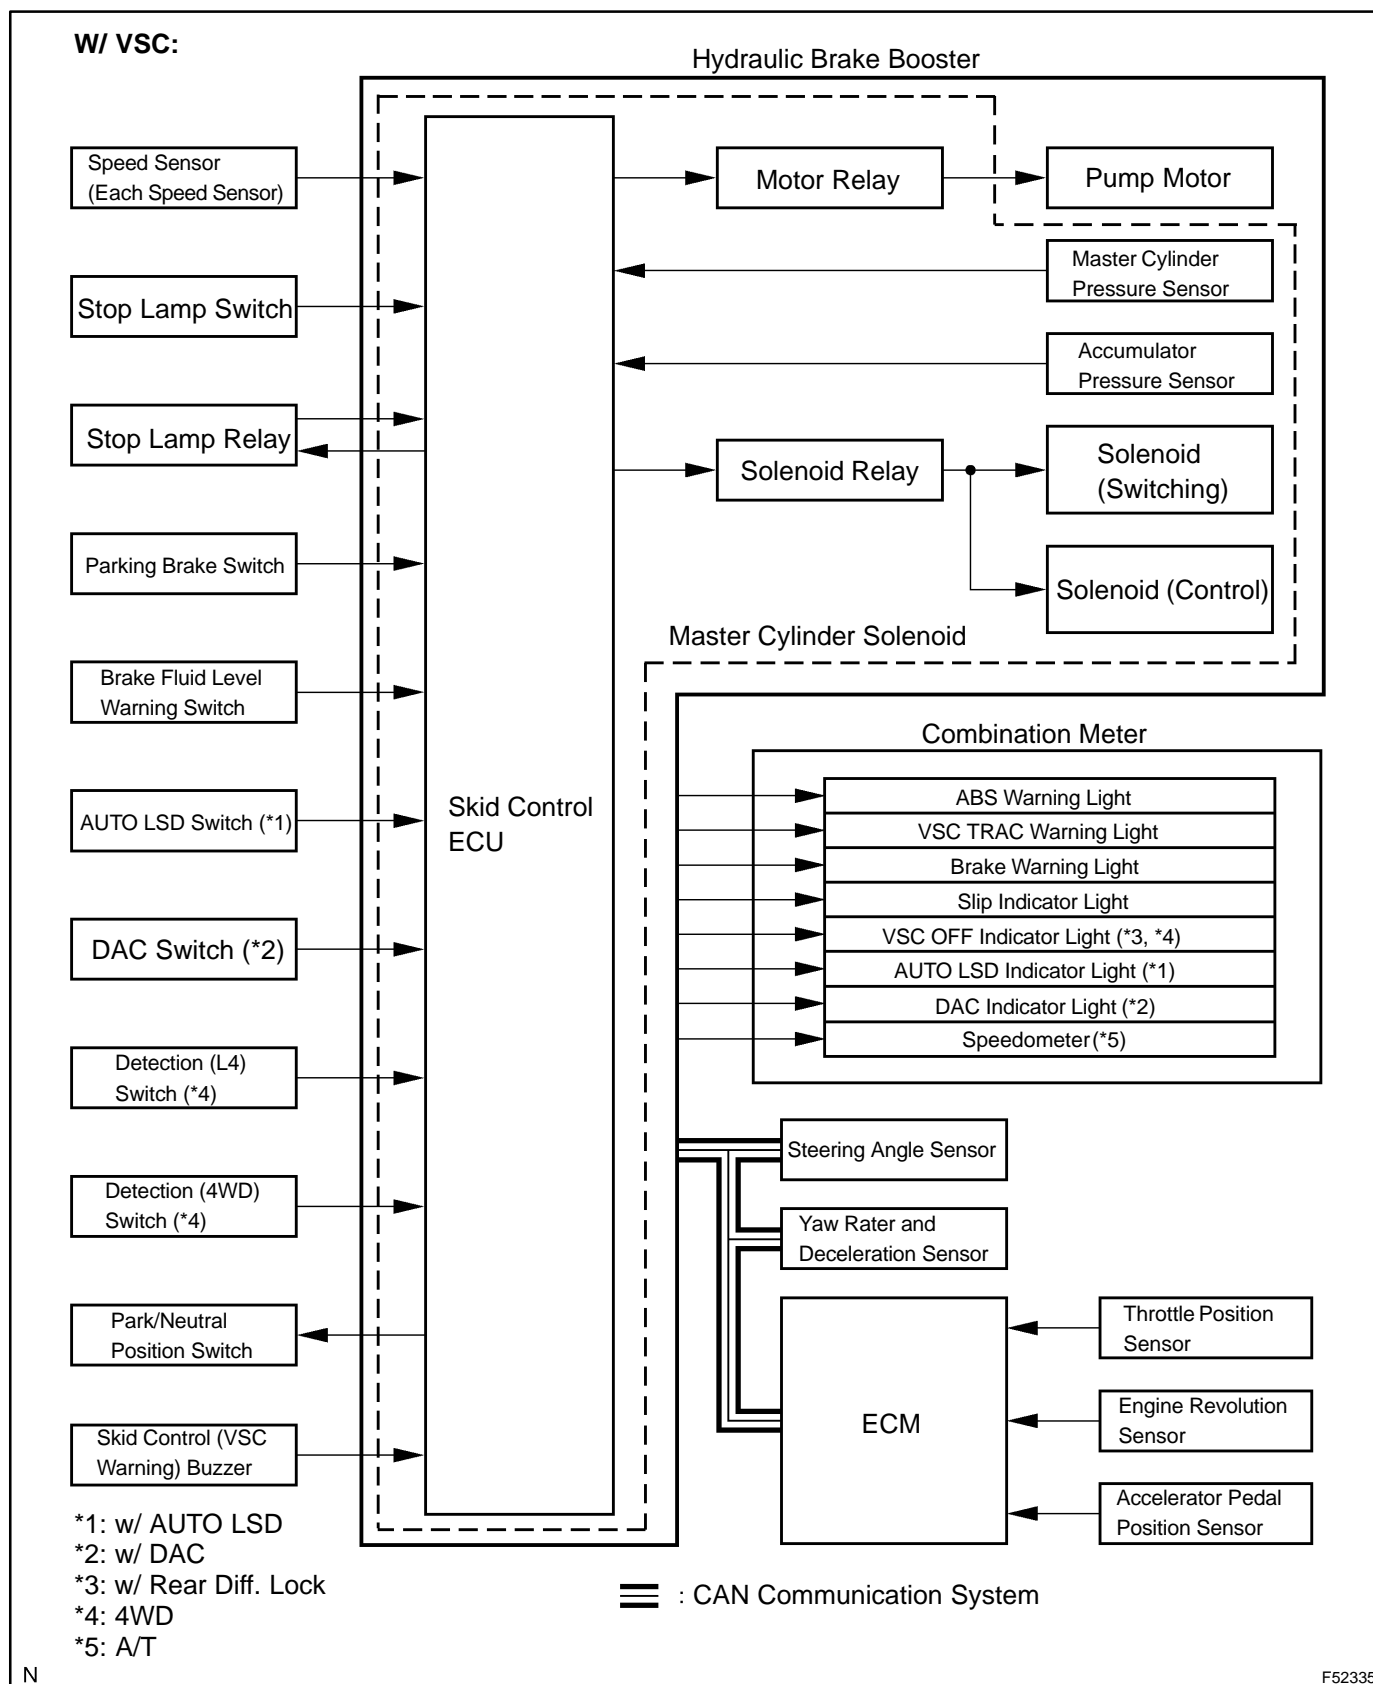 W/ VSC:
Hydraulic Brake Booster
Speed Sensor
(Each Speed Sensor)
Motor Relay
Pump Motor
Master Cylinder
Pressure Sensor
Stop Lamp Switch
Accumulator
Pressure Sensor
Stop Lamp Relay
Solenoid Relay
Solenoid
(Switching)
Parking Brake Switch
Solenoid (Control)
Master Cylinder Solenoid
Brake Fluid Level
Warning Switch
Combination Meter
Skid Control
ECU
ABS Warning Light
VSC TRAC Warning Light
Brake Warning Light
Slip Indicator Light
VSC OFF Indicator Light (*3, *4)
AUTO LSD Indicator Light (*1)
DAC Indicator Light (*2)
Speedometer (*5)
AUTO LSD Switch (*1)
DAC Switch (*2)
Detection (L4)
Switch (*4)
Steering Angle Sensor
Detection (4WD)
Switch (*4)
Yaw Rater and
Deceleration Sensor
Park/Neutral
Position Switch
ECM
Throttle Position
Sensor
Engine Revolution
Sensor
Accelerator Pedal
Position Sensor
Skid Control (VSC
Warning) Buzzer
*1: w/ AUTO LSD
*2: w/ DAC
*3: w/ Rear Diff. Lock
*4: 4WD
*5: A/T
: CAN Communication System
N
F52335